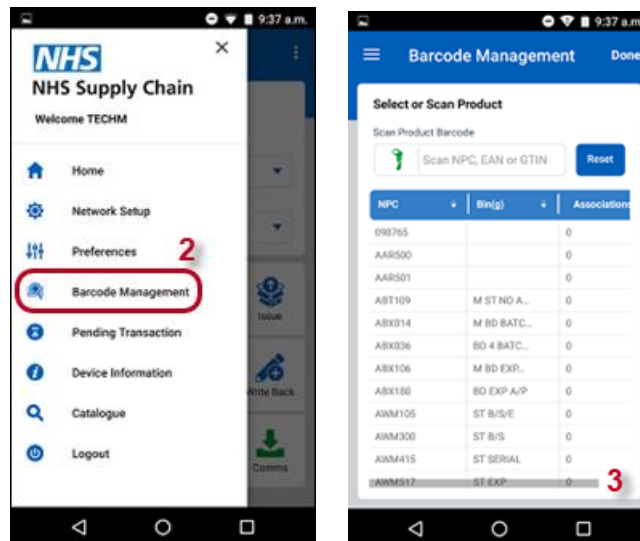 9:37 a.m.
NHS
NHS Supply Chain
Welcome TECHM
Home
Network Setup
Preferences
2
Barcode Management
Pending Transaction
Device Information
Catalogue
Logout
Issue
Write Back
Comms
9:37 a.m
Barcode Management Done
Select or Scan Product
Scan Product Barcode
Scan NPC, EAN or GTIN Reset
NPC Bin(g) Associations
098765 0
AAR500 0
AAR501 0
ABT109 M ST NO A... 0
ABX014 M BD BATC... 0
ABX036 BD 4 BATC... 0
ABX106 M BD EXP... 0
ABX180 BD EXP A/P 0
AWM105 ST B/S/E 0
AWM300 ST B/S 0
AWM415 ST SERIAL 0
AWM517 ST EXP 0
3